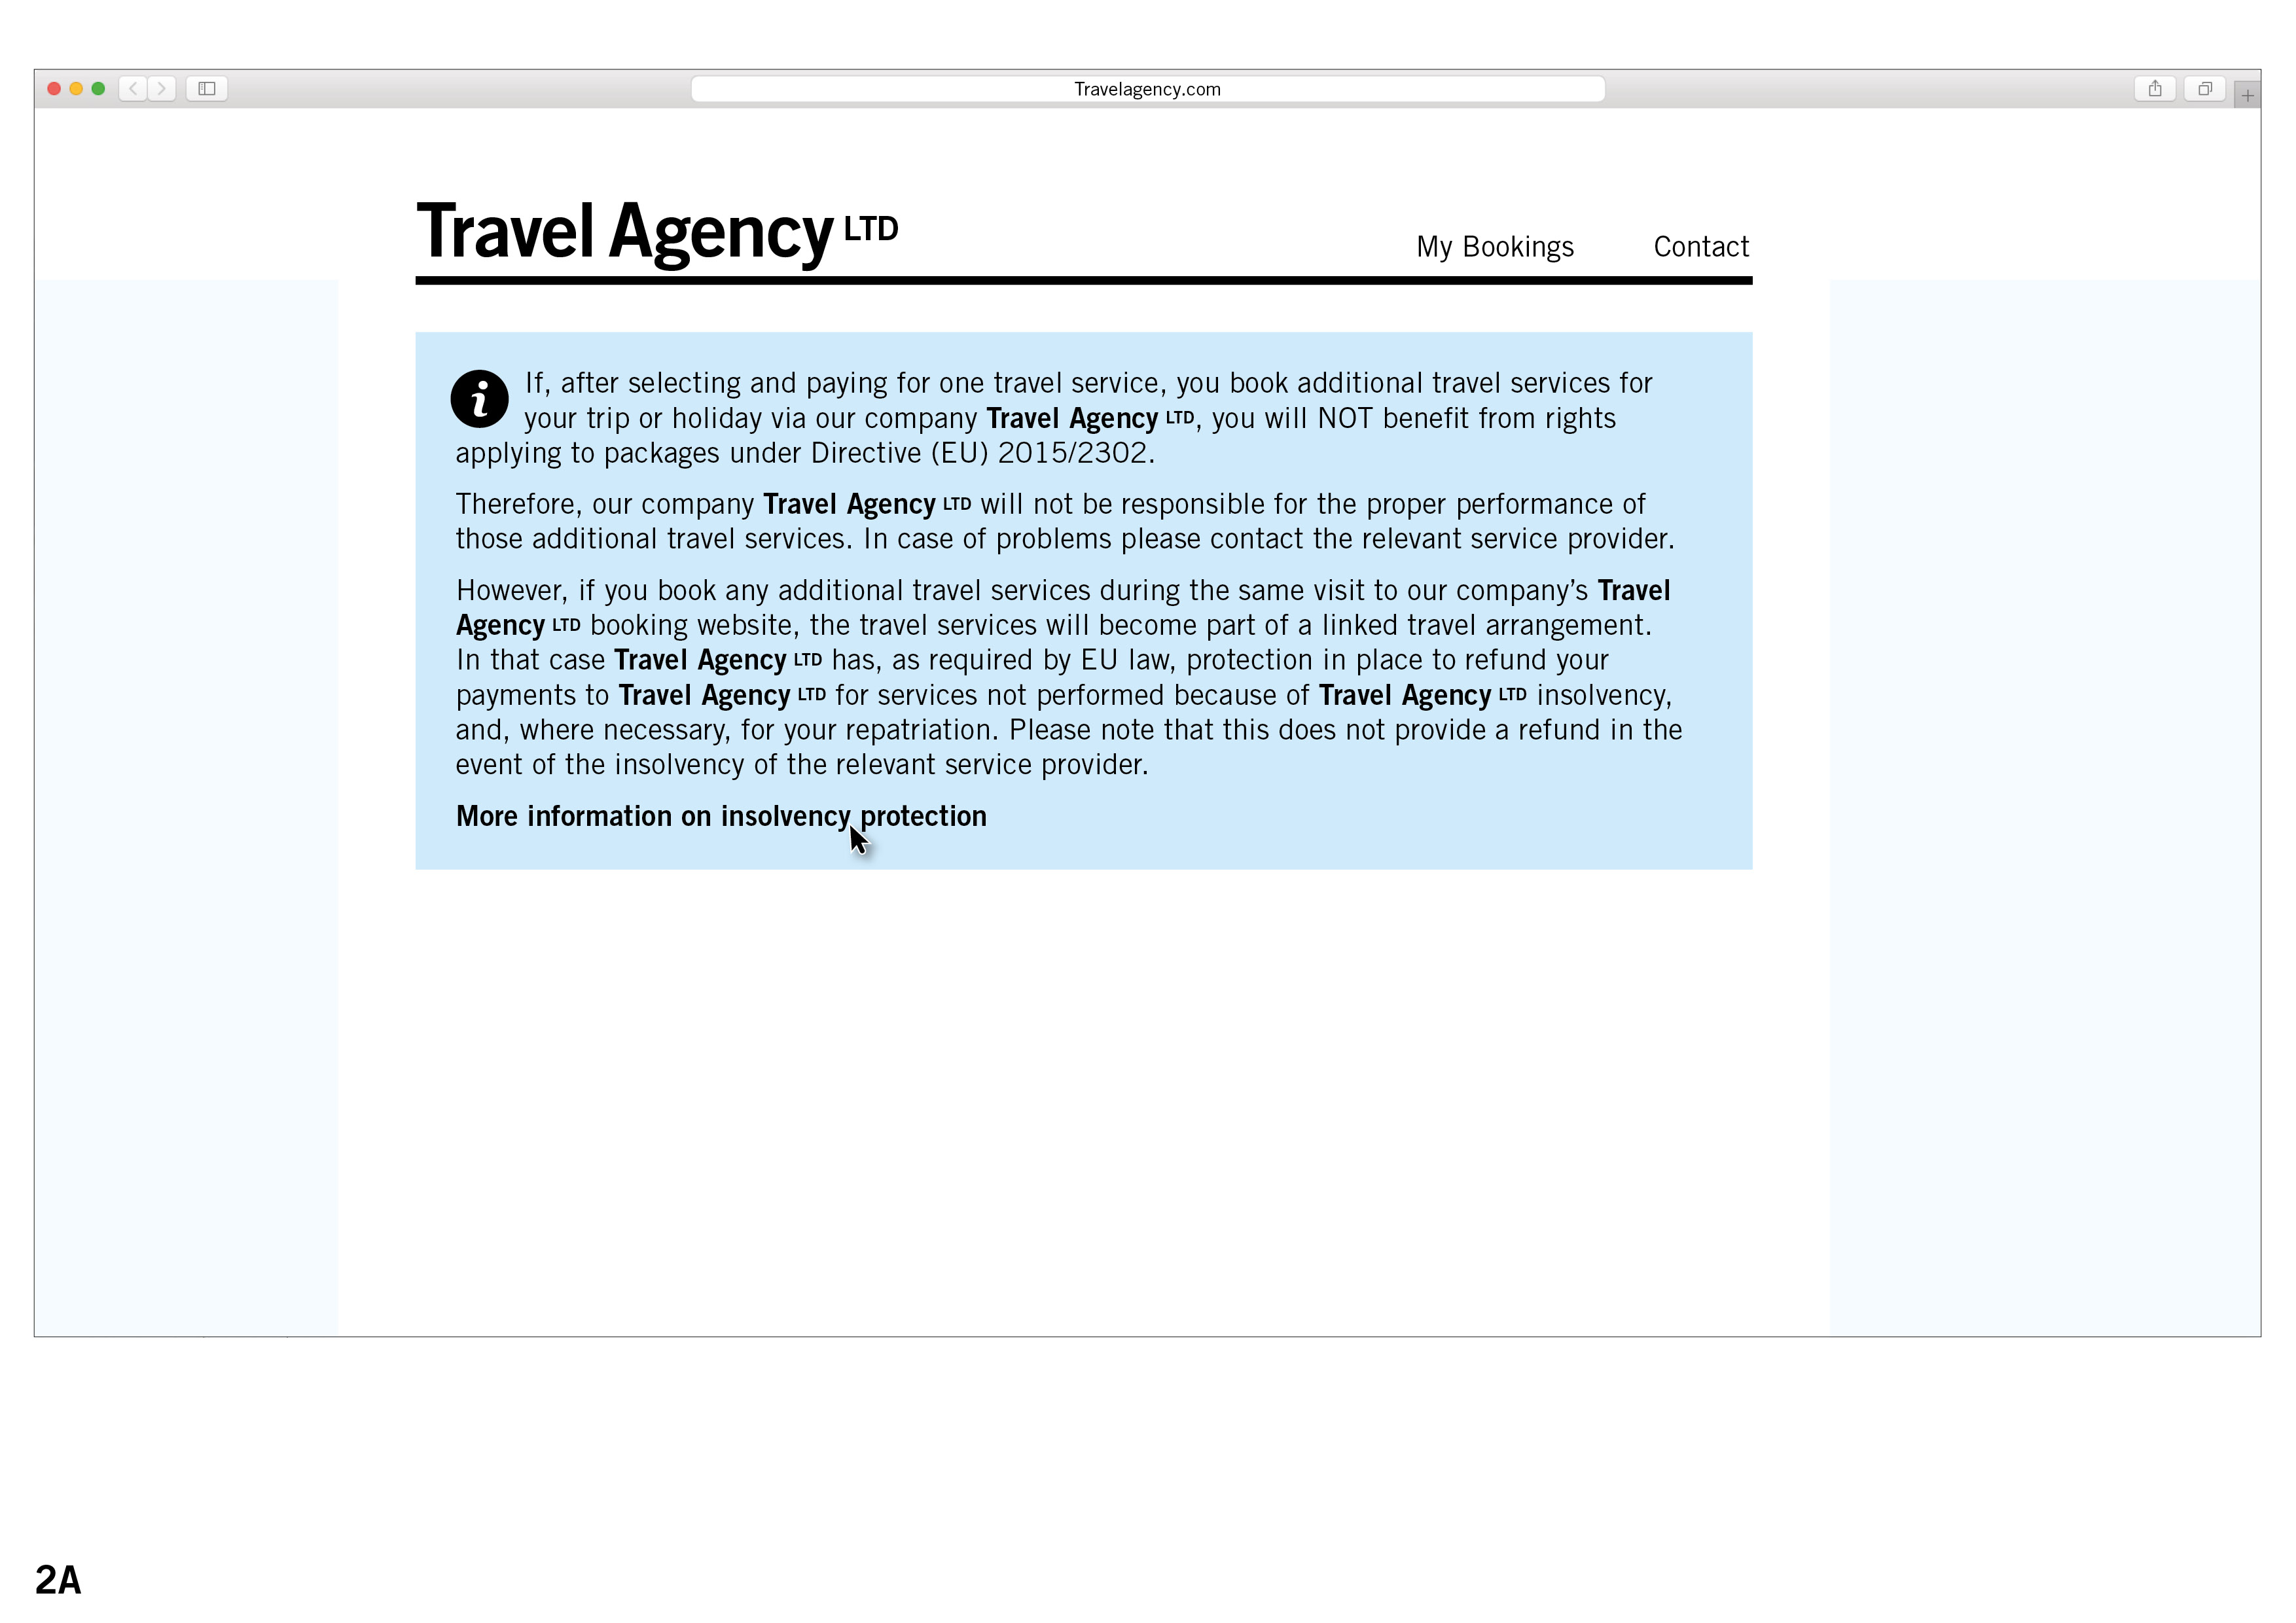 Travelagency.com
Travel Agency LTD
My Bookings Contact
i If, after selecting and paying for one travel service, you book additional travel services for
your trip or holiday via our company Travel Agency LTD, you will NOT benefit from rights
applying to packages under Directive (EU) 2015/2302.
Therefore, our company Travel Agency LTD will not be responsible for the proper performance of
those additional travel services. In case of problems please contact the relevant service provider.
However, if you book any additional travel services during the same visit to our company’s Travel
Agency LTD booking website, the travel services will become part of a linked travel arrangement.
In that case Travel Agency LTD has, as required by EU law, protection in place to refund your
payments to Travel Agency LTD for services not performed because of Travel Agency LTD insolvency,
and, where necessary, for your repatriation. Please note that this does not provide a refund in the
event of the insolvency of the relevant service provider.
More information on insolvency protection
2A